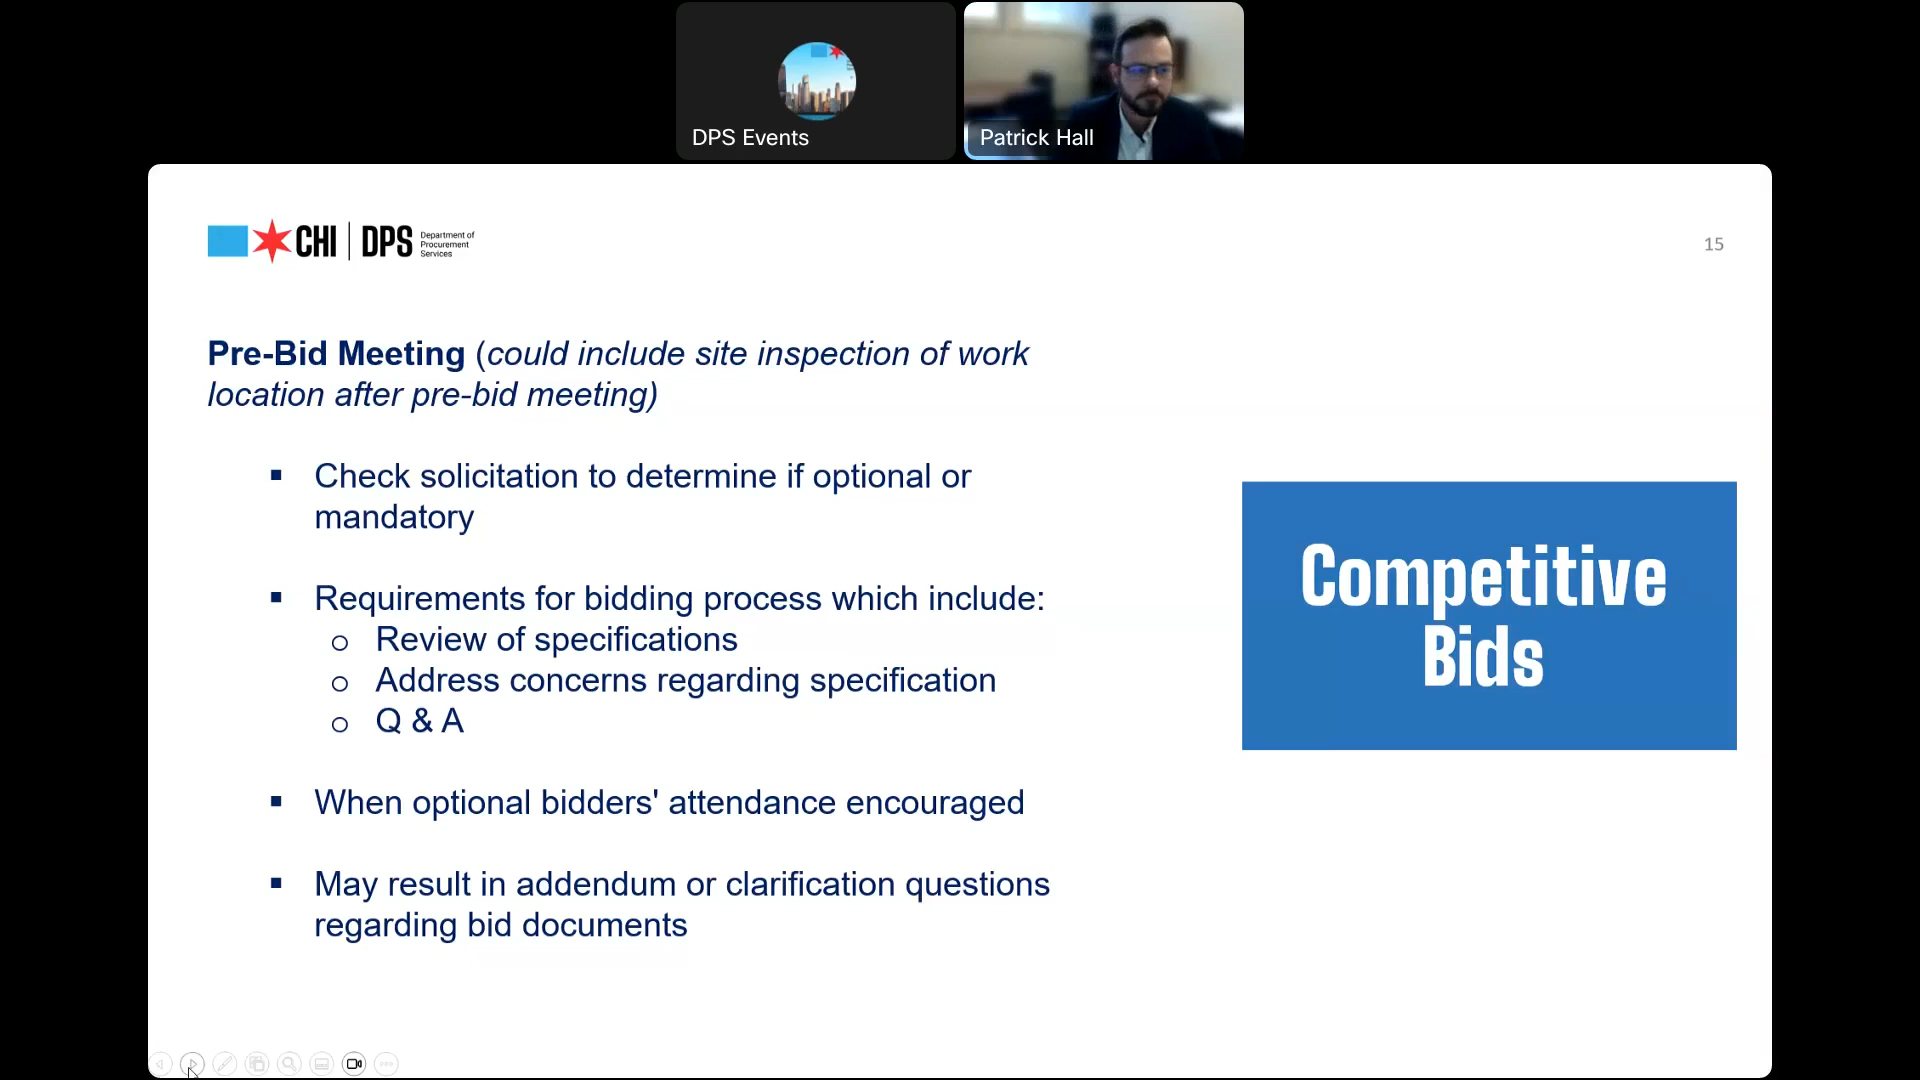 DPS Events
Patrick Hall
CHI | DPS
Department of
Procurement
Services
15
Pre-Bid Meeting (could include site inspection of work
location after pre-bid meeting)
▪ Check solicitation to determine if optional or
mandatory
▪ Requirements for bidding process which include:
o Review of specifications
o Address concerns regarding specification
o Q & A
▪ When optional bidders' attendance encouraged
▪ May result in addendum or clarification questions
regarding bid documents
Competitive
Bids